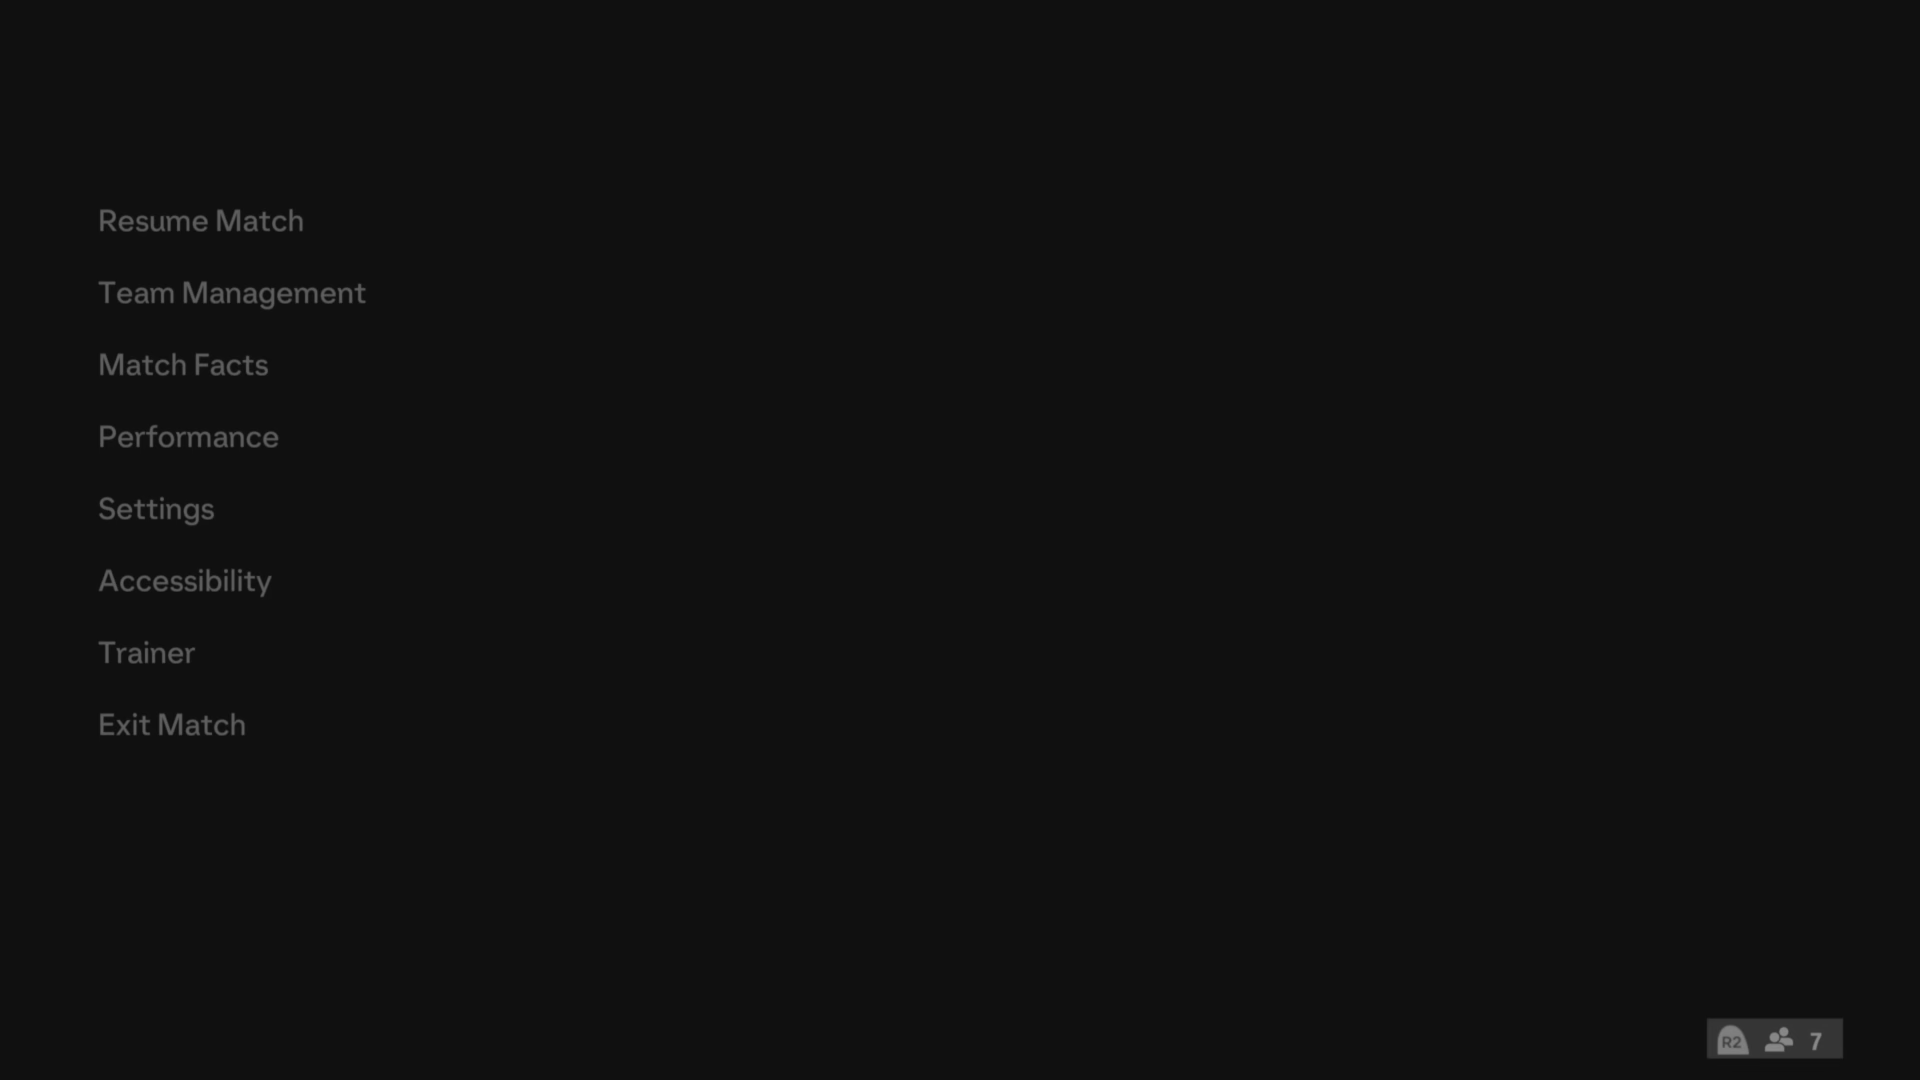 Resume Match
Team Management
Match Facts
Performance
Settings
Accessibility
Trainer
Exit Match
R2 7